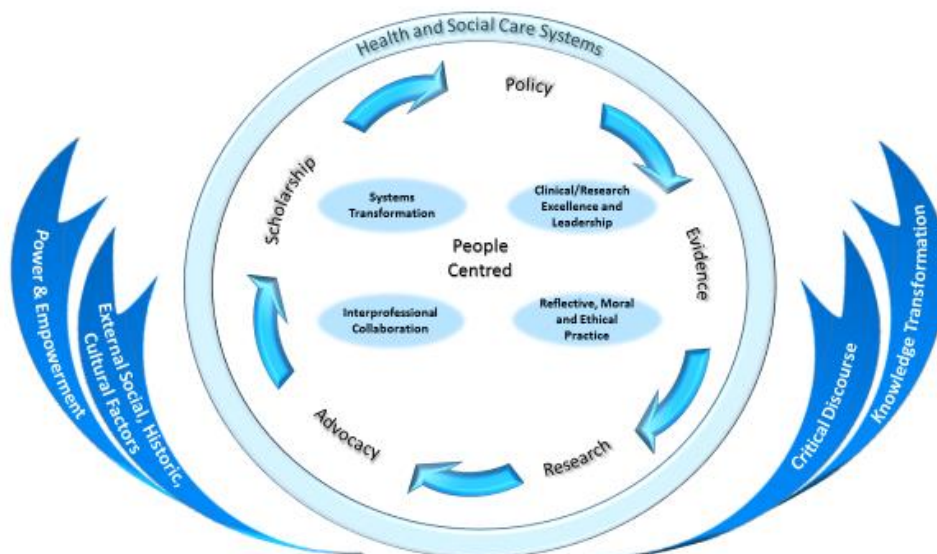 Health and Social Care Systems
Policy
Scholarship
Systems
Transformation
Clinical/Research
Excellence and
Leadership
People
Centred
Evidence
Interprofessional
Collaboration
Reflective, Moral
and Ethical
Practice
Advocacy
Research
Power & Empowerment
External Social, Historic,
Cultural Factors
Critical Discourse
Knowledge Transformation